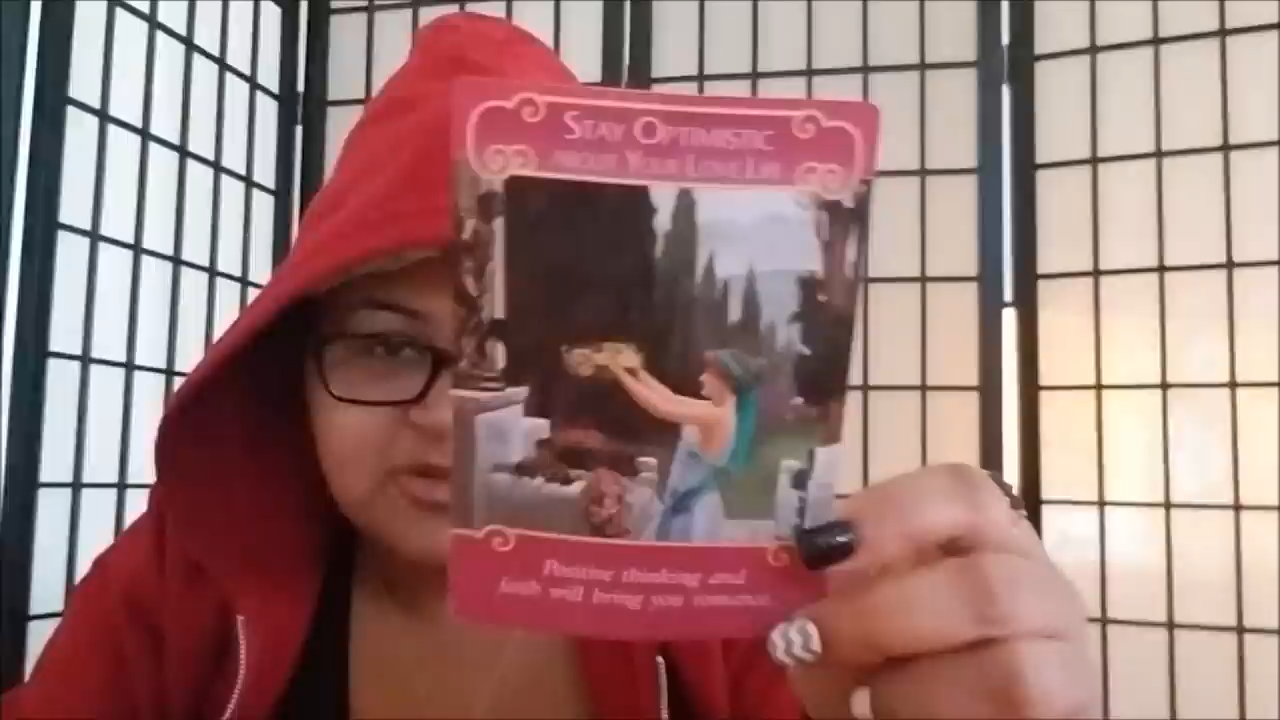 Stay Optimistic
about Your Love Life
Positive thinking and
faith will bring you romance.